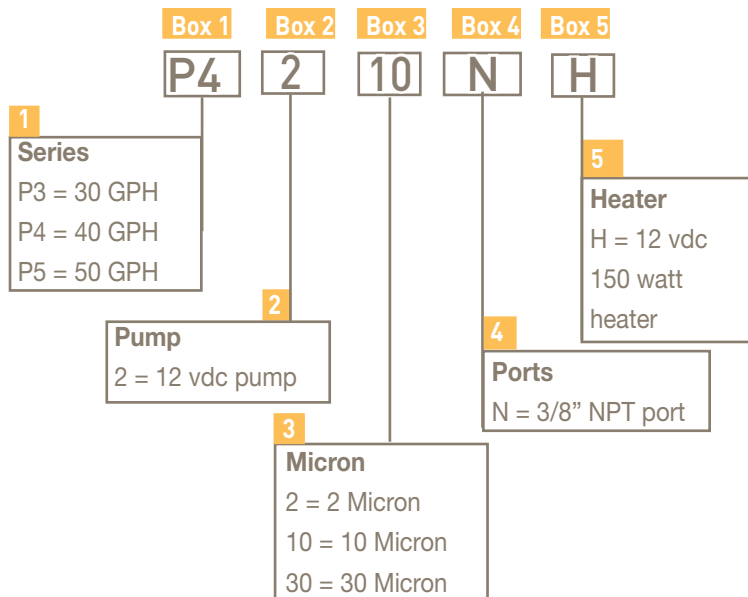 Box 1 Box 2 Box 3 Box 4 Box 5
P4 2 10 N H
1
Series
P3 = 30 GPH
P4 = 40 GPH
P5 = 50 GPH
5
Heater
H = 12 vdc
150 watt
heater
2
Pump
2 = 12 vdc pump
4
Ports
N = 3/8” NPT port
3
Micron
2 = 2 Micron
10 = 10 Micron
30 = 30 Micron